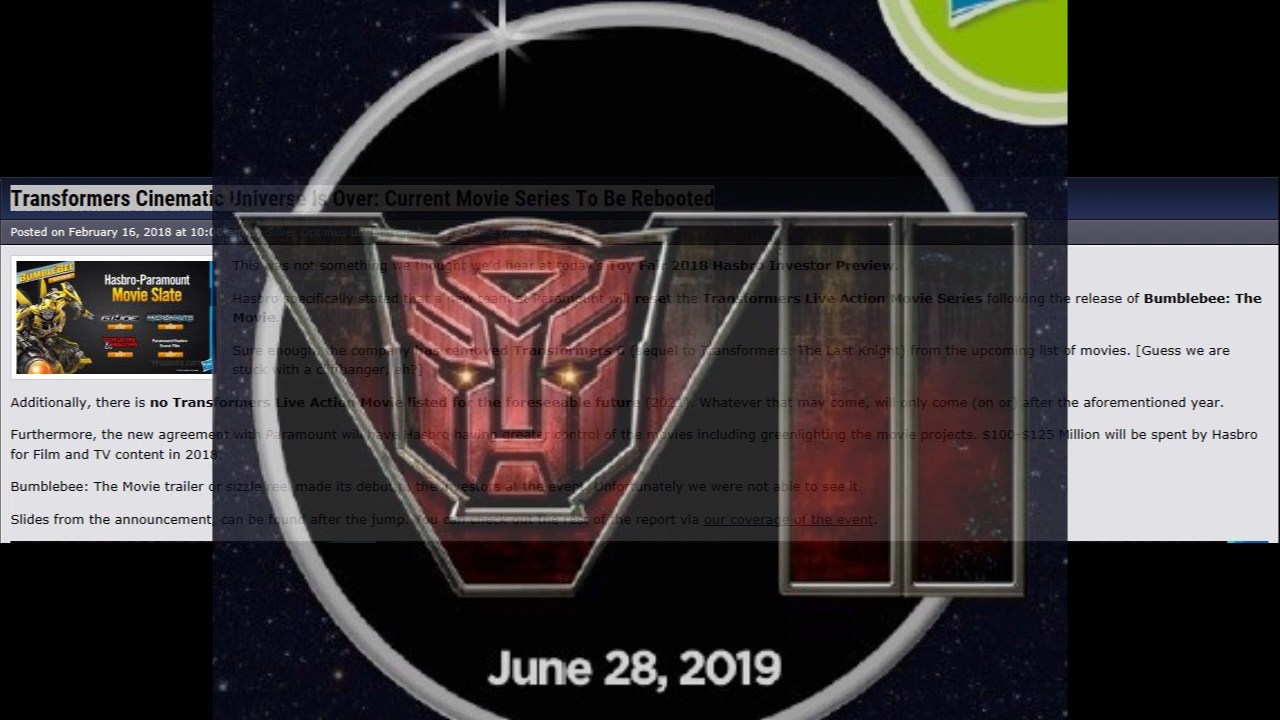 Transformers Cinematic Universe Is Over: Current Movie Series To Be Rebooted
Posted on February 16, 2018 at 10:0
BUMBLEBEE
Hasbro-Paramount
Movie Slate
This was not something we thought we'd hear at today's Toy Fair 2018 Hasbro Investor Preview.
Hasbro specifically stated that a new team at Paramount will reset the Transformers Live Action Movie Series following the release of Bumblebee: The
Movie.
Sure enough, the company has removed Transformers 6 (sequel to Transformers: The Last Knight) from the upcoming list of movies. [Guess we are
stuck with a cliffhanger, eh?]
Additionally, there is no Transformers Live Action Movie listed for the foreseeable future (2021). Whatever that may come, will only come (on or) after the aforementioned year.
Furthermore, the new agreement with Paramount will have Hasbro having greater control of the movies including greenlighting the movie projects. $100-$125 Million will be spent by Hasbro
for Film and TV content in 2018.
Bumblebee: The Movie trailer or sizzle reel made its debut to the investors at the event. Unfortunately we were not able to see it.
Slides from the announcement, can be found after the jump. You can check out the rest of the report via our coverage of the event.
VII
June 28, 2019